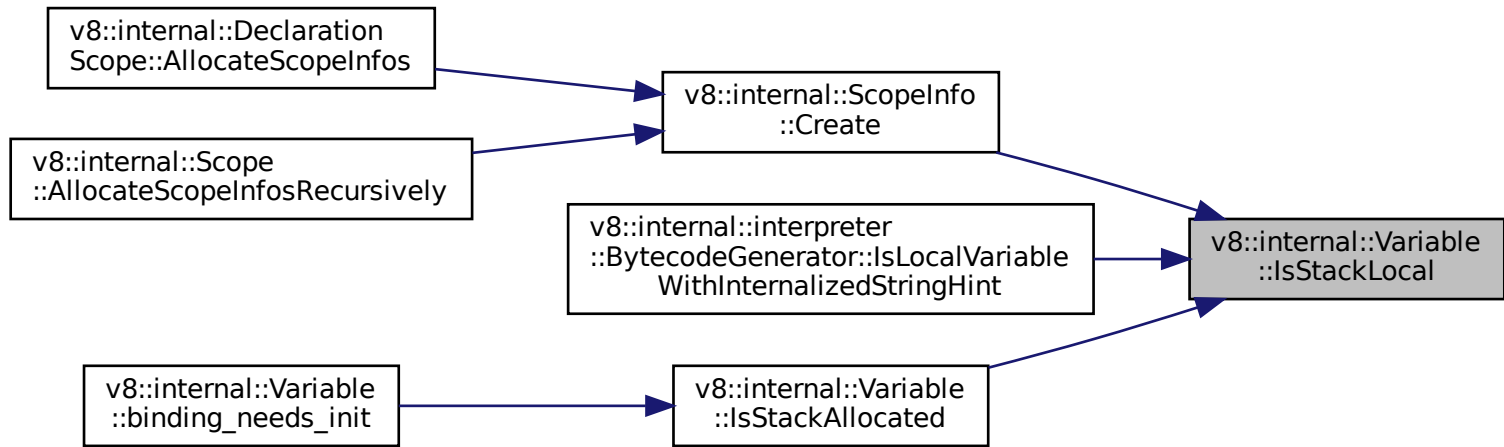 v8::internal::Declaration
Scope::AllocateScopeInfos
v8::internal::Scope
::AllocateScopeInfosRecursively
v8::internal::ScopeInfo
::Create
v8::internal::interpreter
::BytecodeGenerator::IsLocalVariable
WithInternalizedStringHint
v8::internal::Variable
::IsStackLocal
v8::internal::Variable
::binding_needs_init
v8::internal::Variable
::IsStackAllocated